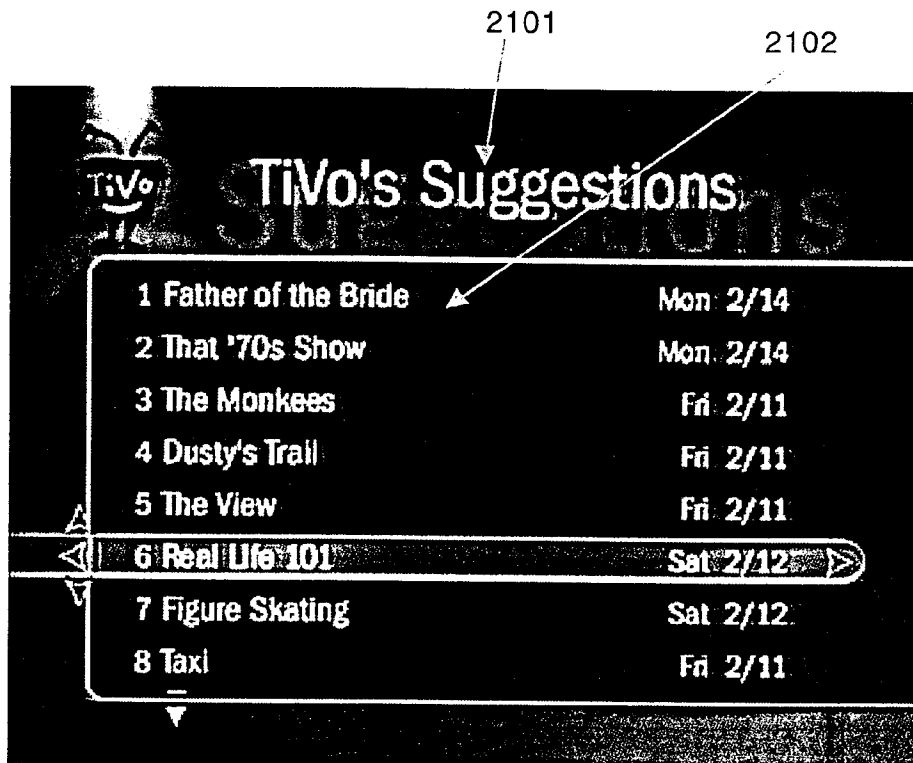 2101
2102
TiVo
TiVo's Suggestions
Suggestions
1 Father of the Bride Mon 2/14
2 That '70s Show Mon 2/14
3 The Monkees Fri 2/11
4 Dusty's Trail Fri 2/11
5 The View Fri 2/11
6 Real Life 101 Sat 2/12
7 Figure Skating Sat 2/12
8 Taxi Fri 2/11